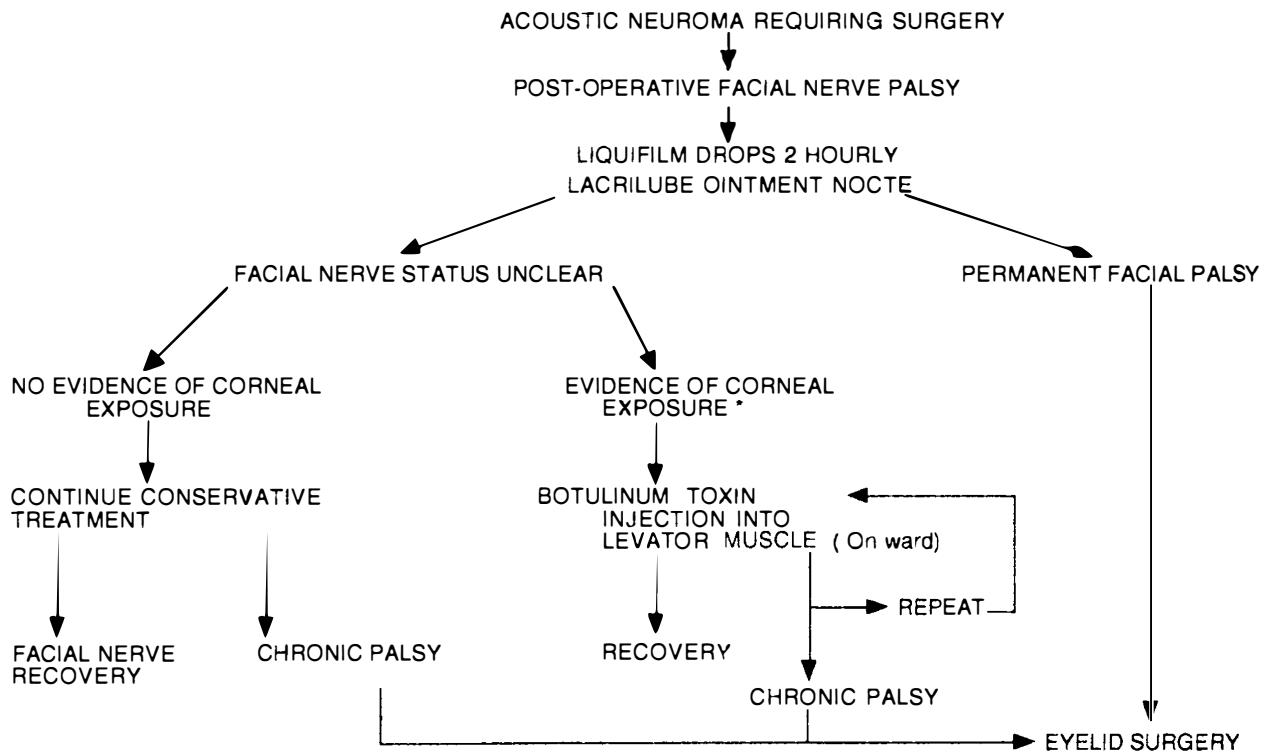 ACOUSTIC NEUROMA REQUIRING SURGERY
POST-OPERATIVE FACIAL NERVE PALSY
LIQUIFILM DROPS 2 HOURLY
LACRILUBE OINTMENT NOCTE
FACIAL NERVE STATUS UNCLEAR
PERMANENT FACIAL PALSY
NO EVIDENCE OF CORNEAL
EXPOSURE
EVIDENCE OF CORNEAL
EXPOSURE *
CONTINUE CONSERVATIVE
TREATMENT
BOTULINUM TOXIN
INJECTION INTO
LEVATOR MUSCLE ( On ward)
REPEAT
FACIAL NERVE
RECOVERY
CHRONIC PALSY
RECOVERY
CHRONIC PALSY
EYELID SURGERY